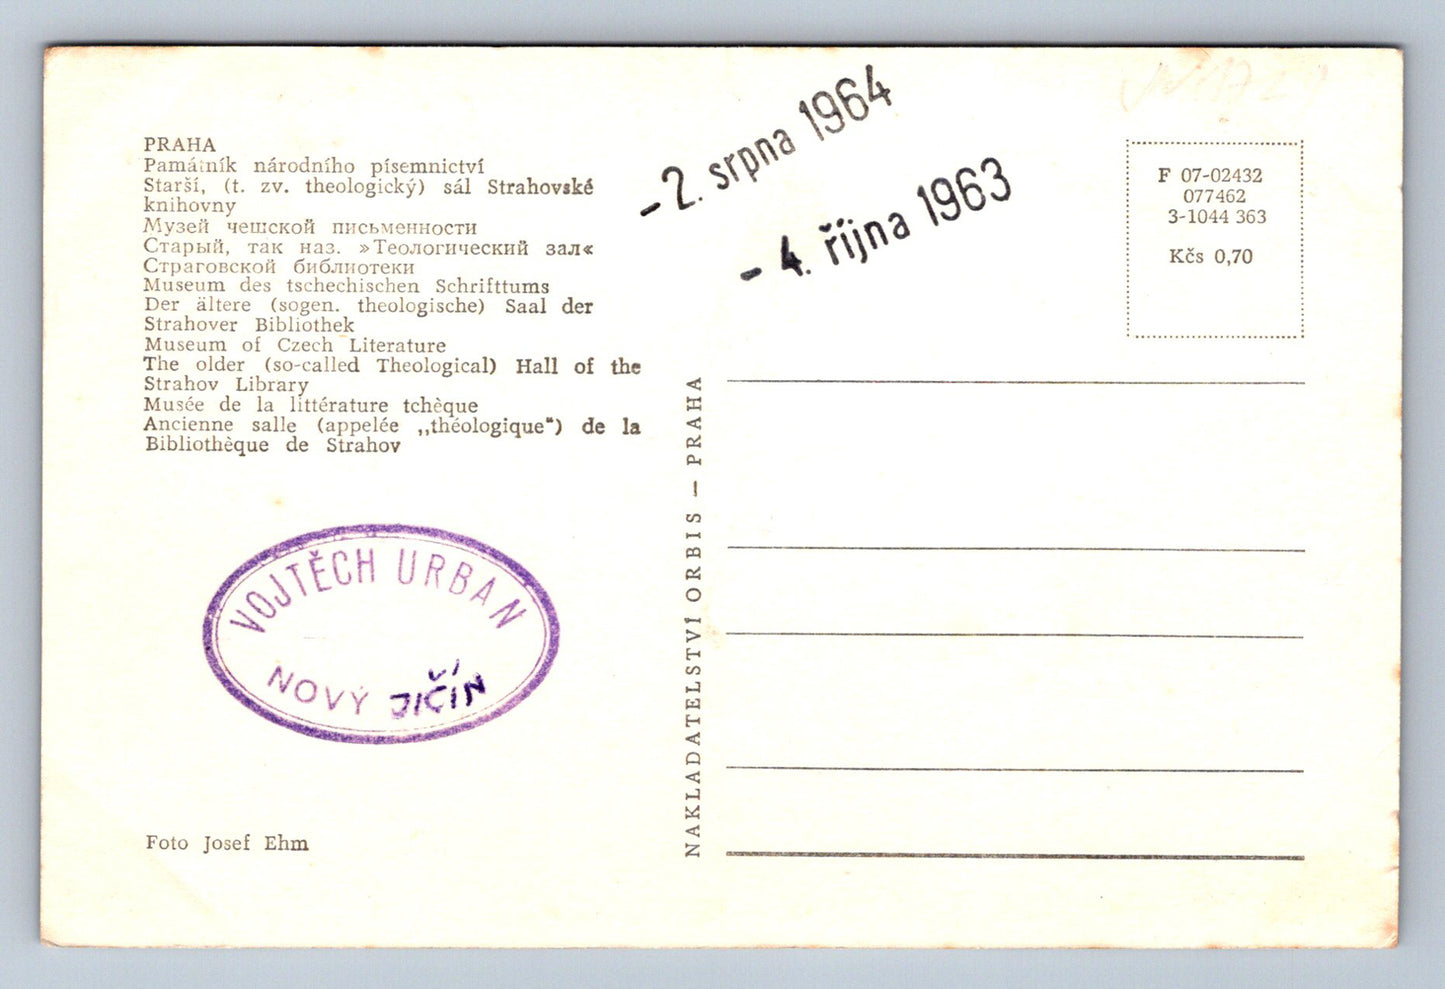 PRAHA
Památník národního písemnictví
Starší, (t. zv. theologický) sál Strahovské
knihovny
Музей чешской письменности
Старый, так наз. »Теологический зал«
Страговской библиотеки
Museum des tschechischen Schrifttums
Der ältere (sogen. theologische) Saal der
Strahover Bibliothek
Museum of Czech Literature
The older (so-called Theological) Hall of the
Strahov Library
Musée de la littérature tchèque
Ancienne salle (appelée ,,théologique“) de la
Bibliothèque de Strahov
VOJTĚCH URBAN
NOVÝ JIČÍN
Foto Josef Ehm
NAKLADATELSTVÍ ORBIS — PRAHA
- 2. srpna 1964
- 4. října 1963
F 07-02432
077462
3-1044 363
Kčs 0,70